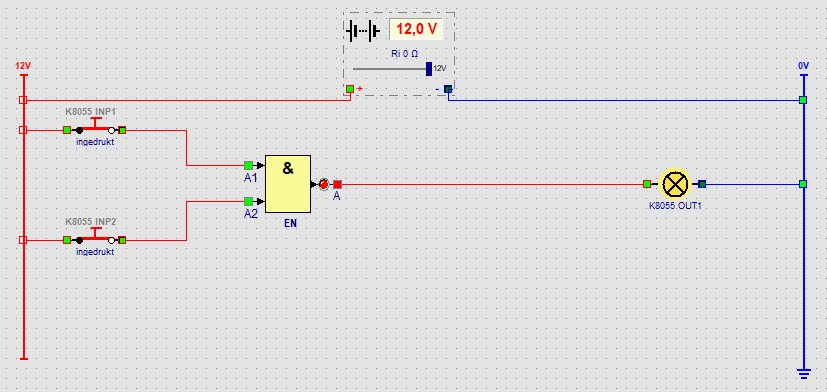 12,0 V
Ri 0 Ω
12V
+
-
12V
0V
K8055 INP1
ingedrukt
&
A1
A2
EN
A
K8055 OUT1
K8055 INP2
ingedrukt